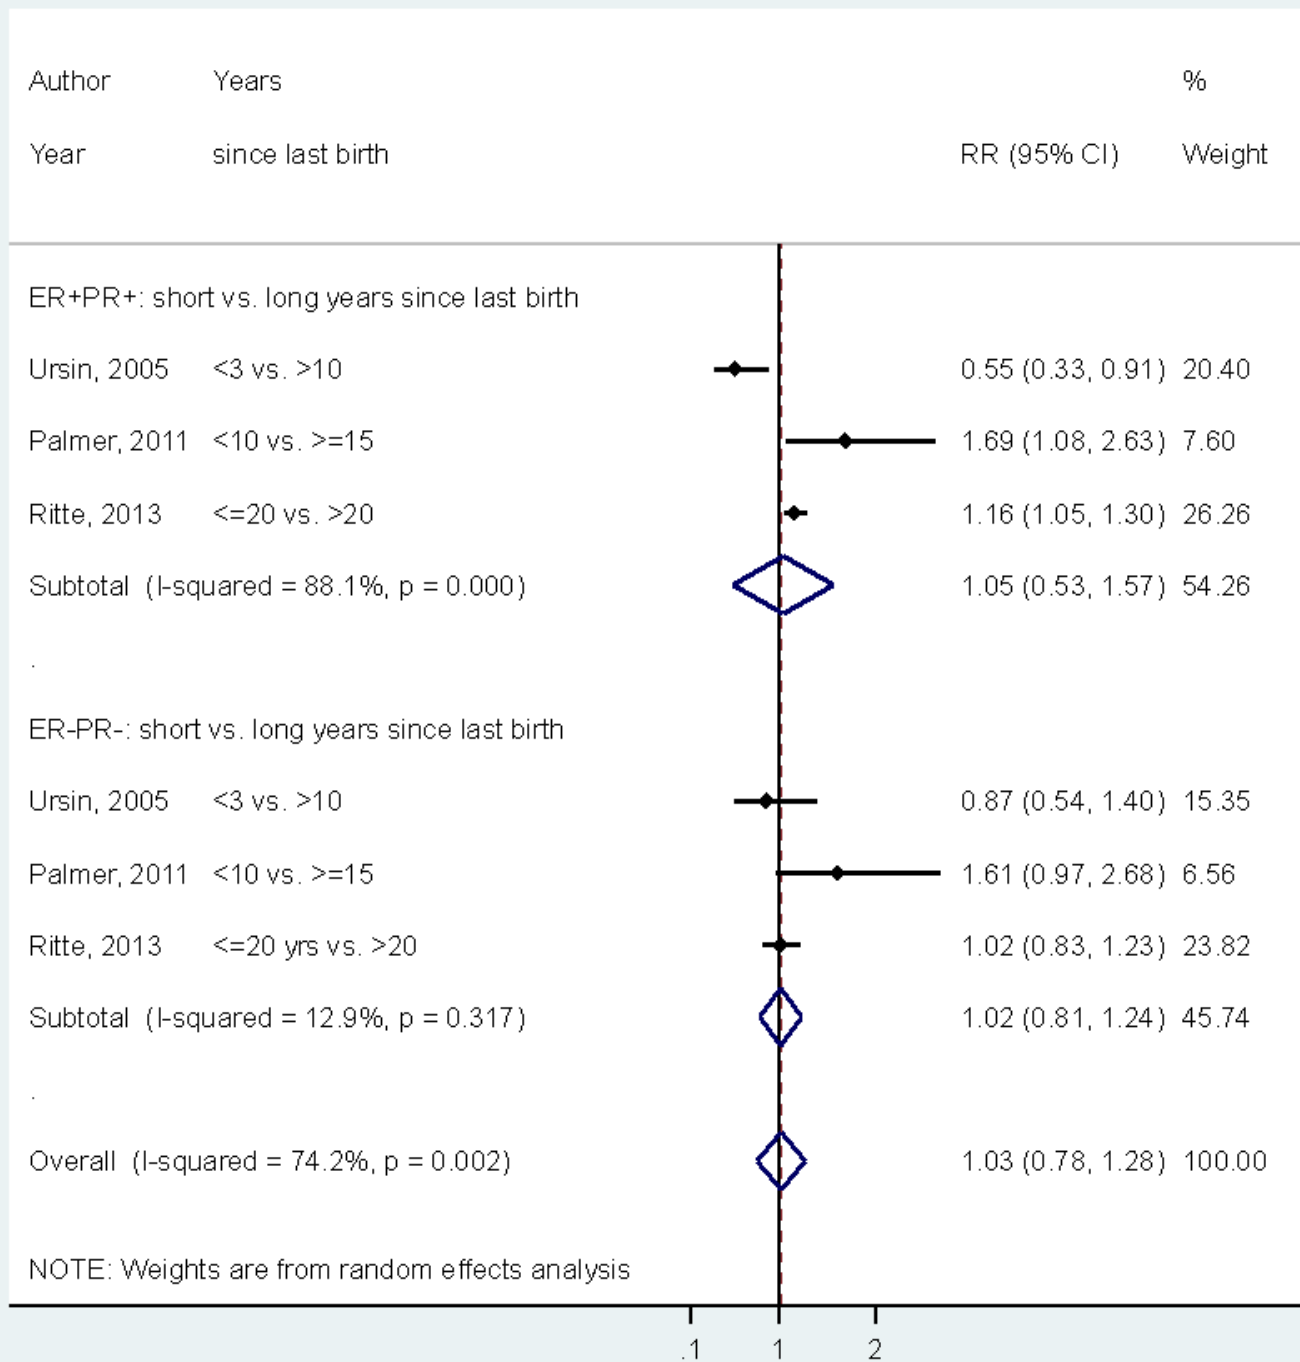 Author Years %
Year since last birth RR (95% CI) Weight
ER+PR+: short vs. long years since last birth
Ursin, 2005 <3 vs. >10 0.55 (0.33, 0.91) 20.40
Palmer, 2011 <10 vs. >=15 1.69 (1.08, 2.63) 7.60
Ritte, 2013 <=20 vs. >20 1.16 (1.05, 1.30) 26.26
Subtotal (I-squared = 88.1%, p = 0.000) 1.05 (0.53, 1.57) 54.26
.
ER-PR-: short vs. long years since last birth
Ursin, 2005 <3 vs. >10 0.87 (0.54, 1.40) 15.35
Palmer, 2011 <10 vs. >=15 1.61 (0.97, 2.68) 6.56
Ritte, 2013 <=20 yrs vs. >20 1.02 (0.83, 1.23) 23.82
Subtotal (I-squared = 12.9%, p = 0.317) 1.02 (0.81, 1.24) 45.74
.
Overall (I-squared = 74.2%, p = 0.002) 1.03 (0.78, 1.28) 100.00
NOTE: Weights are from random effects analysis
.1 1 2